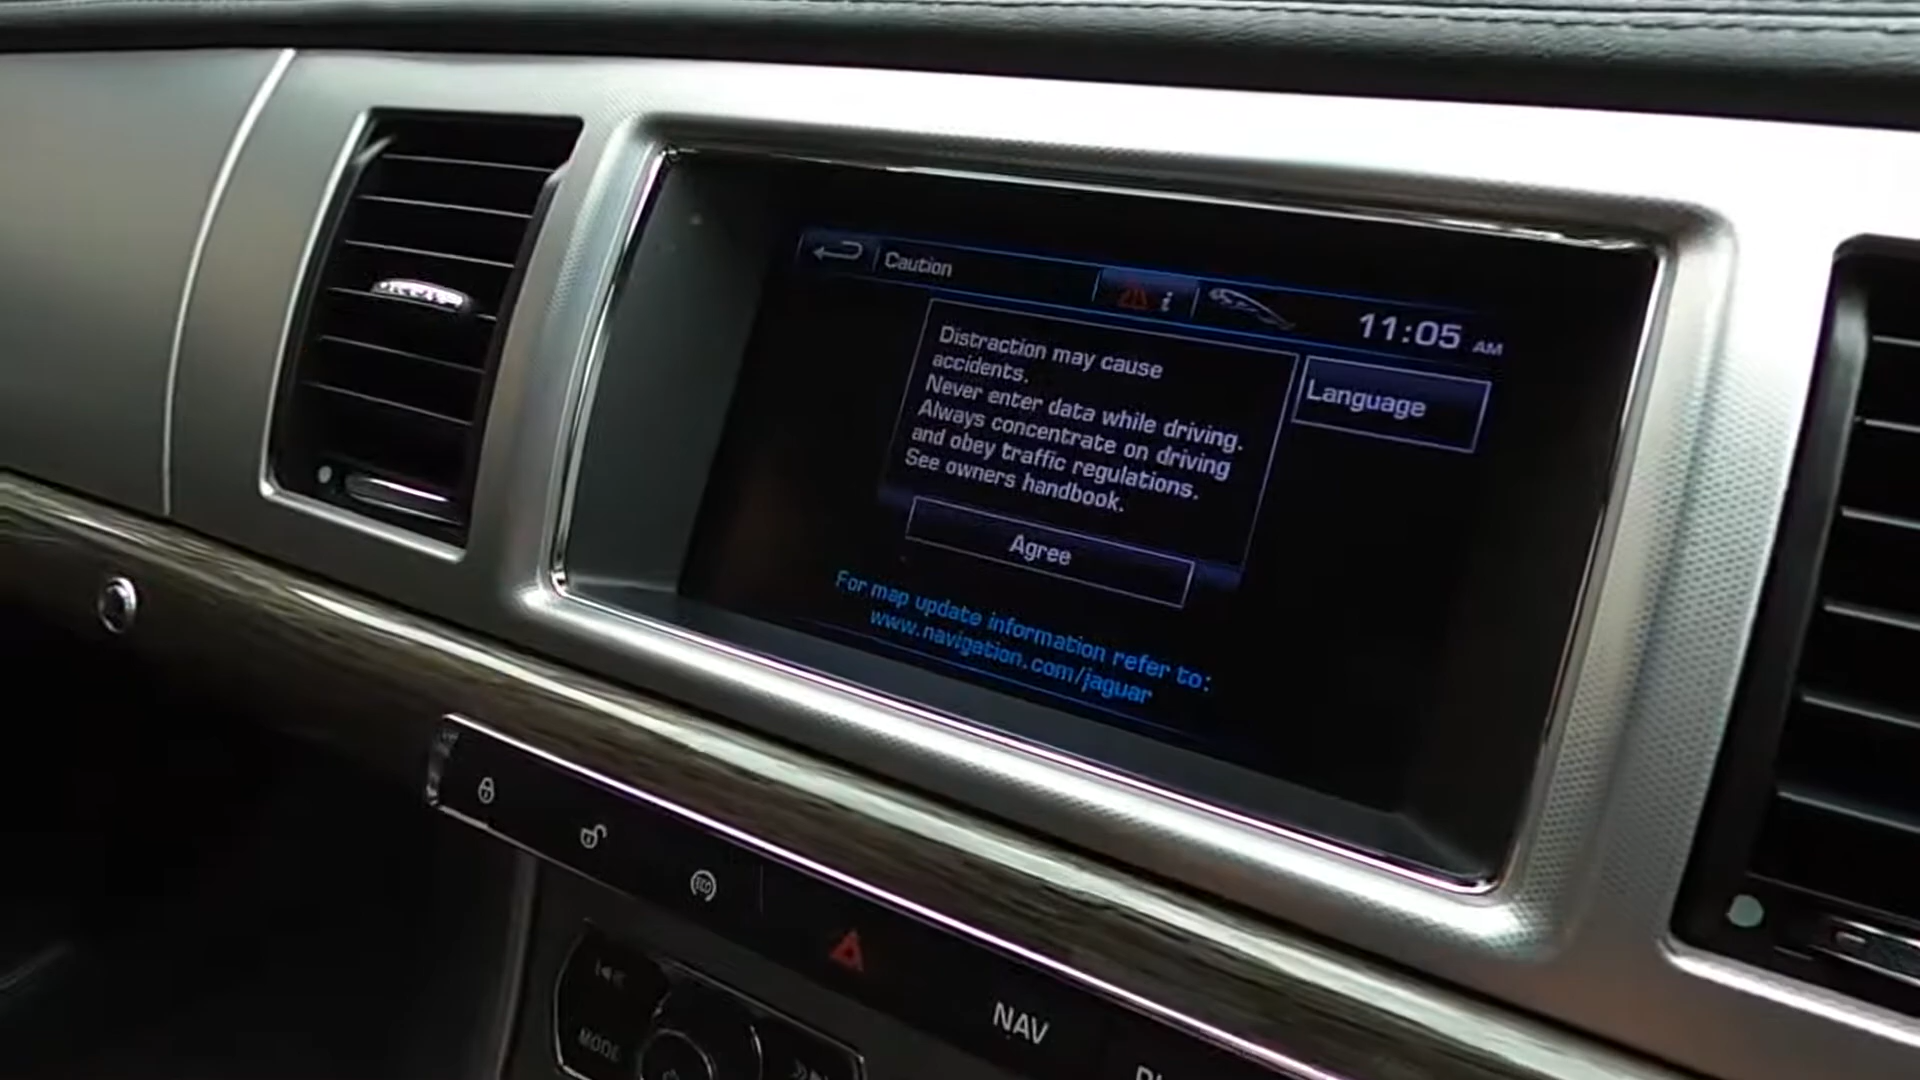 Caution
i
11:05 AM
Distraction may cause
accidents.
Never enter data while driving.
Always concentrate on driving
and obey traffic regulations.
See owners handbook.
Language
Agree
For map update information refer to:
www.navigation.com/jaguar
ECO
NAV
MODE